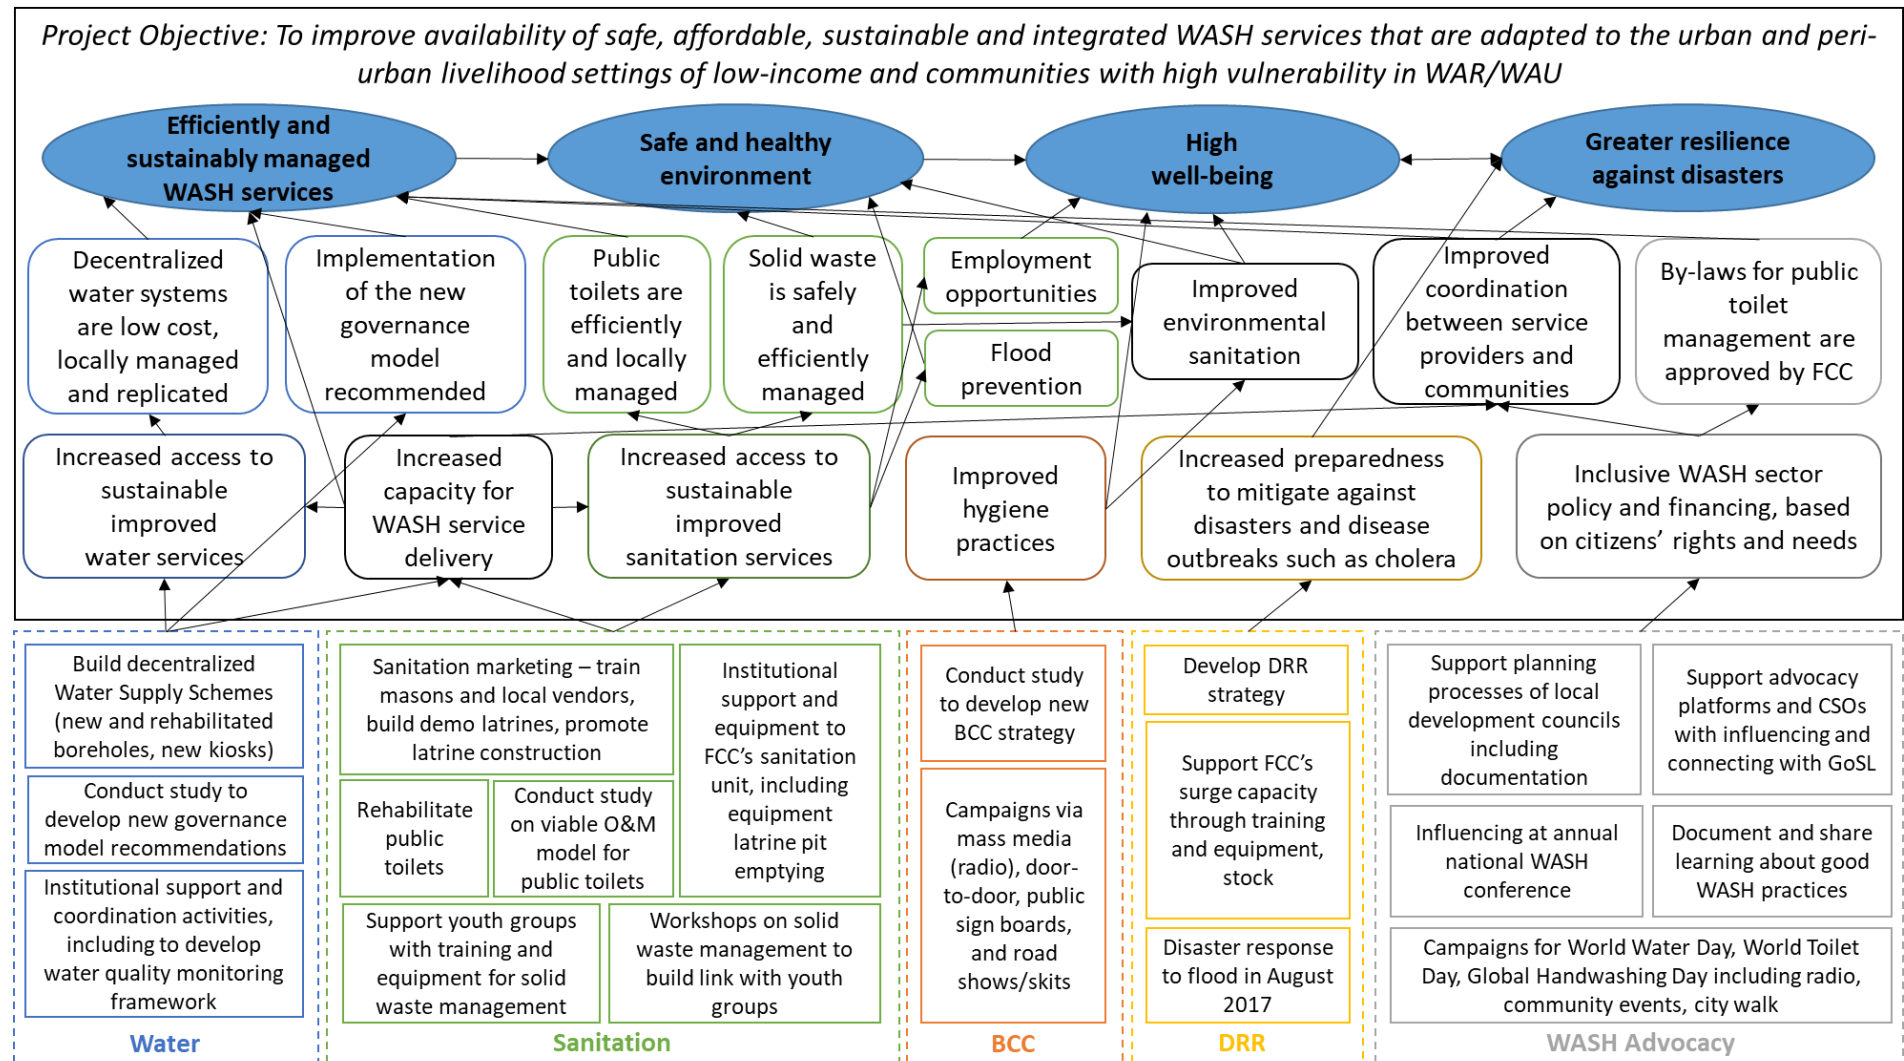 Project Objective: To improve availability of safe, affordable, sustainable and integrated WASH services that are adapted to the urban and peri-
urban livelihood settings of low-income and communities with high vulnerability in WAR/WAU
Efficiently and
sustainably managed
WASH services
Safe and healthy
environment
High
well-being
Greater resilience
against disasters
Decentralized
water systems
are low cost,
locally managed
and replicated
Implementation
of the new
governance
model
recommended
Public
toilets are
efficiently
and locally
managed
Solid waste
is safely
and
efficiently
managed
Employment
opportunities
Flood
prevention
Improved
environmental
sanitation
Improved
coordination
between service
providers and
communities
By-laws for public
toilet
management are
approved by FCC
Increased access to
sustainable
improved
water services
Increased
capacity for
WASH service
delivery
Increased access to
sustainable
improved
sanitation services
Improved
hygiene
practices
Increased preparedness
to mitigate against
disasters and disease
outbreaks such as cholera
Inclusive WASH sector
policy and financing, based
on citizens’ rights and needs
Build decentralized
Water Supply Schemes
(new and rehabilitated
boreholes, new kiosks)
Conduct study to
develop new governance
model recommendations
Institutional support and
coordination activities,
including to develop
water quality monitoring
framework
Water
Sanitation marketing – train
masons and local vendors,
build demo latrines, promote
latrine construction
Institutional
support and
equipment to
FCC’s sanitation
unit, including
equipment
latrine pit
emptying
Rehabilitate
public
toilets
Conduct study
on viable O&M
model for
public toilets
Support youth groups
with training and
equipment for solid
waste management
Workshops on solid
waste management to
build link with youth
groups
Sanitation
Conduct study
to develop new
BCC strategy
Campaigns via
mass media
(radio), door-
to-door, public
sign boards,
and road
shows/skits
BCC
Develop DRR
strategy
Support FCC’s
surge capacity
through training
and equipment,
stock
Disaster response
to flood in August
2017
DRR
Support planning
processes of local
development councils
including
documentation
Support advocacy
platforms and CSOs
with influencing and
connecting with GoSL
Influencing at annual
national WASH
conference
Document and share
learning about good
WASH practices
Campaigns for World Water Day, World Toilet
Day, Global Handwashing Day including radio,
community events, city walk
WASH Advocacy